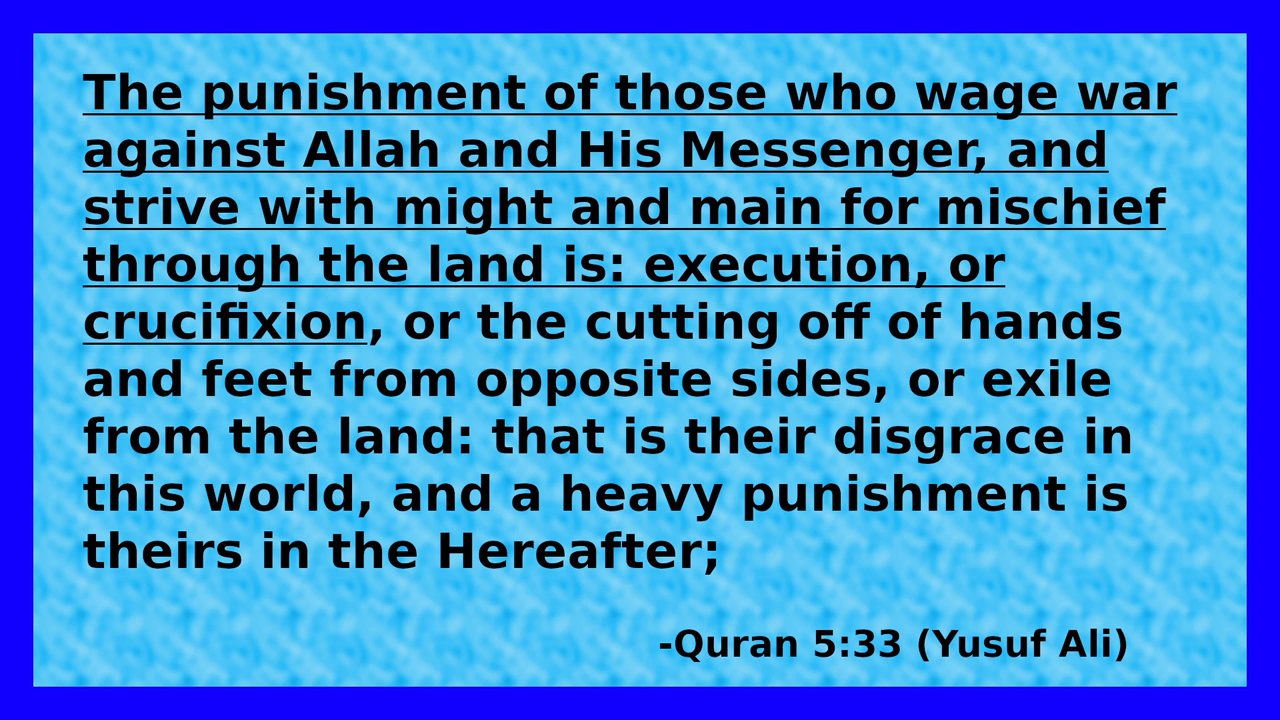 The punishment of those who wage war
against Allah and His Messenger, and
strive with might and main for mischief
through the land is: execution, or
crucifixion, or the cutting off of hands
and feet from opposite sides, or exile
from the land: that is their disgrace in
this world, and a heavy punishment is
theirs in the Hereafter;
-Quran 5:33 (Yusuf Ali)